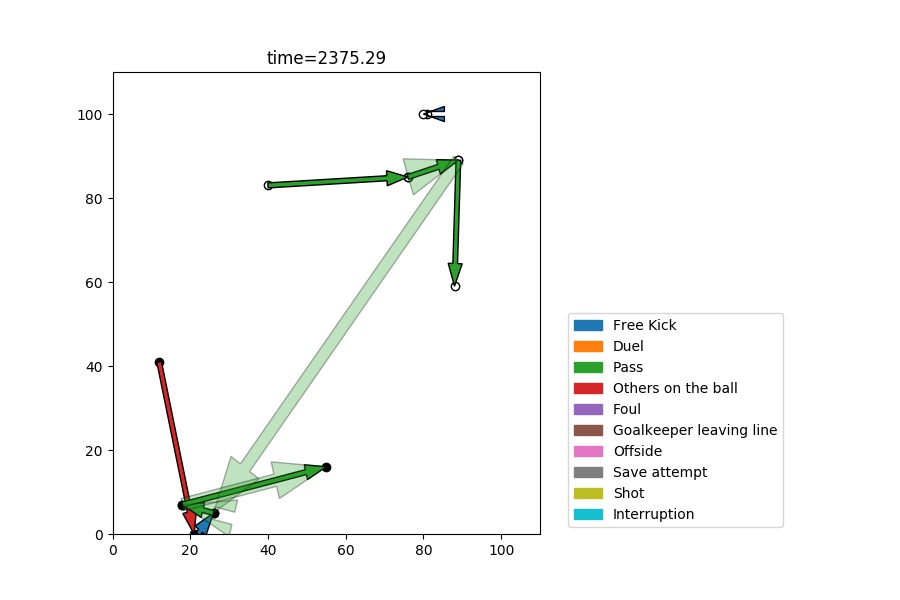 time=2375.29
100
80
60
40
20
0
0
20
40
60
80
100
Free Kick
Duel
Pass
Others on the ball
Foul
Goalkeeper leaving line
Offside
Save attempt
Shot
Interruption